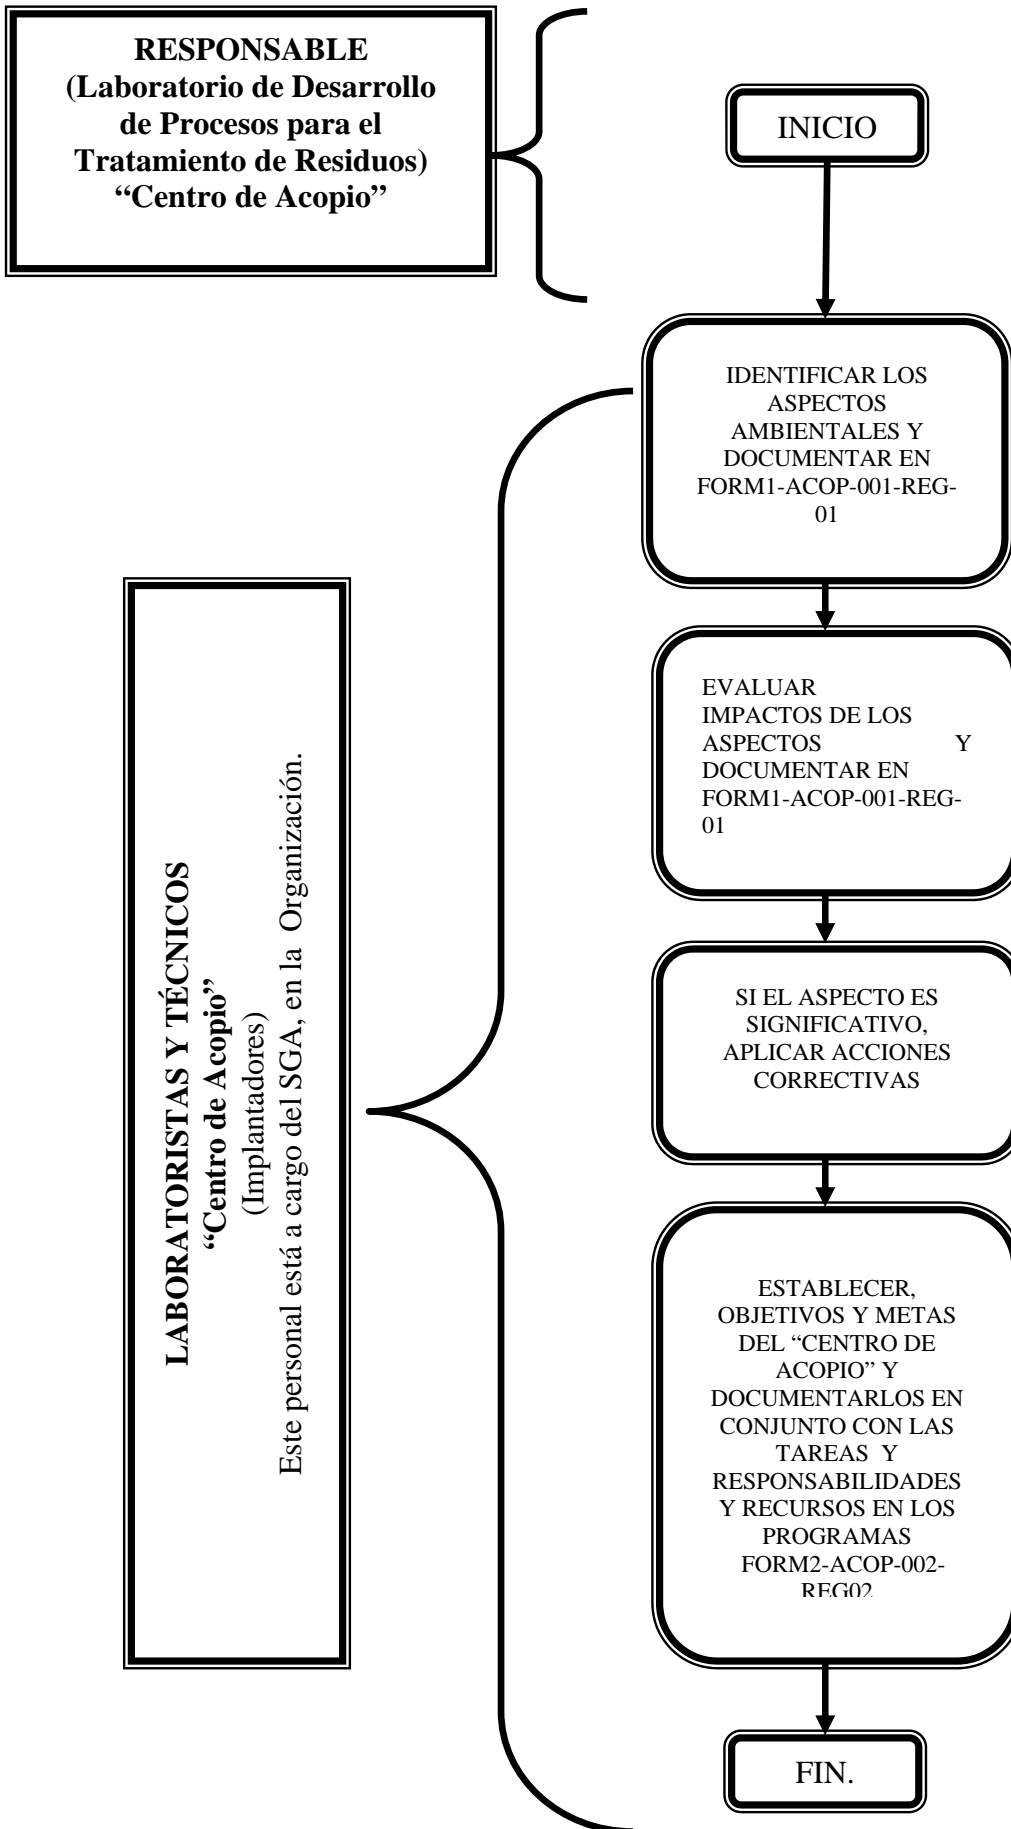 RESPONSABLE
(Laboratorio de Desarrollo
de Procesos para el
Tratamiento de Residuos)
“Centro de Acopio”
INICIO
IDENTIFICAR LOS
ASPECTOS
AMBIENTALES Y
DOCUMENTAR EN
FORM1-ACOP-001-REG-
01
EVALUAR
IMPACTOS DE LOS
ASPECTOS Y
DOCUMENTAR EN
FORM1-ACOP-001-REG-
01
SI EL ASPECTO ES
SIGNIFICATIVO,
APLICAR ACCIONES
CORRECTIVAS
ESTABLECER,
OBJETIVOS Y METAS
DEL “CENTRO DE
ACOPIO” Y
DOCUMENTARLOS EN
CONJUNTO CON LAS
TAREAS Y
RESPONSABILIDADES
Y RECURSOS EN LOS
PROGRAMAS
FORM2-ACOP-002-
REG02
FIN.
LABORATORISTAS Y TÉCNICOS
“Centro de Acopio”
(Implantadores)
Este personal está a cargo del SGA, en la Organización.